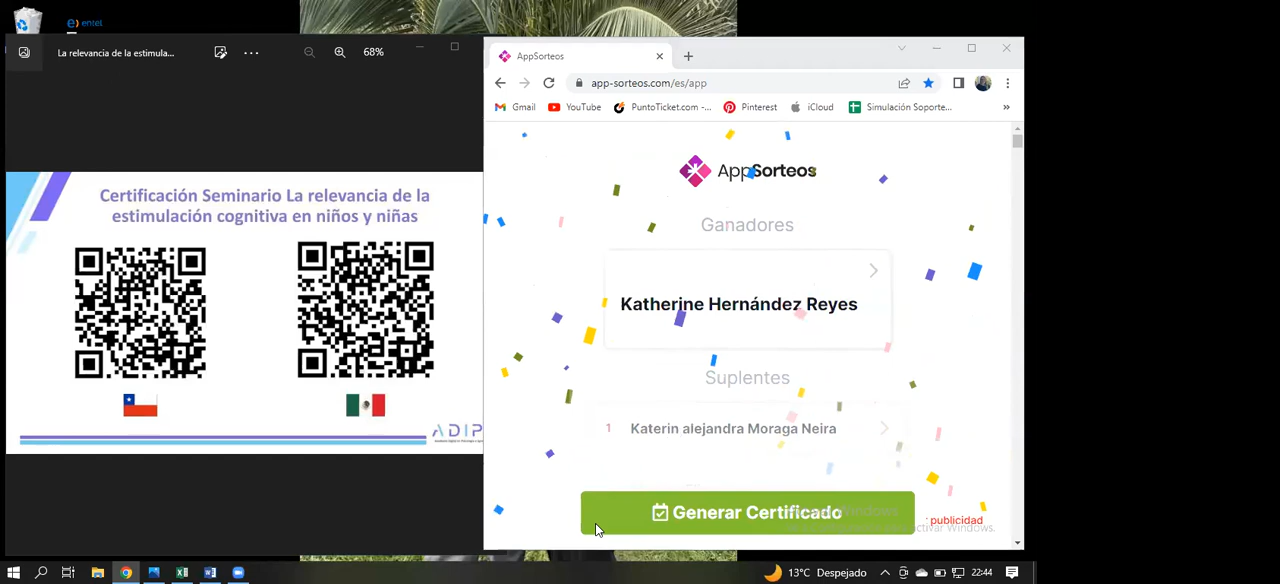 entel
La relevancia de la estimula...
68%
Certificación Seminario La relevancia de la
estimulación cognitiva en niños y niñas
ADIP
AppSorteos
app-sorteos.com/es/app
Gmail
YouTube
PuntoTicket.com -...
Pinterest
iCloud
Simulación Soporte...
»
AppSorteos
Ganadores
Katherine Hernández Reyes
Suplentes
1 Katerin alejandra Moraga Neira
Generar Certificado
publicidad
13°C Despejado
22:44